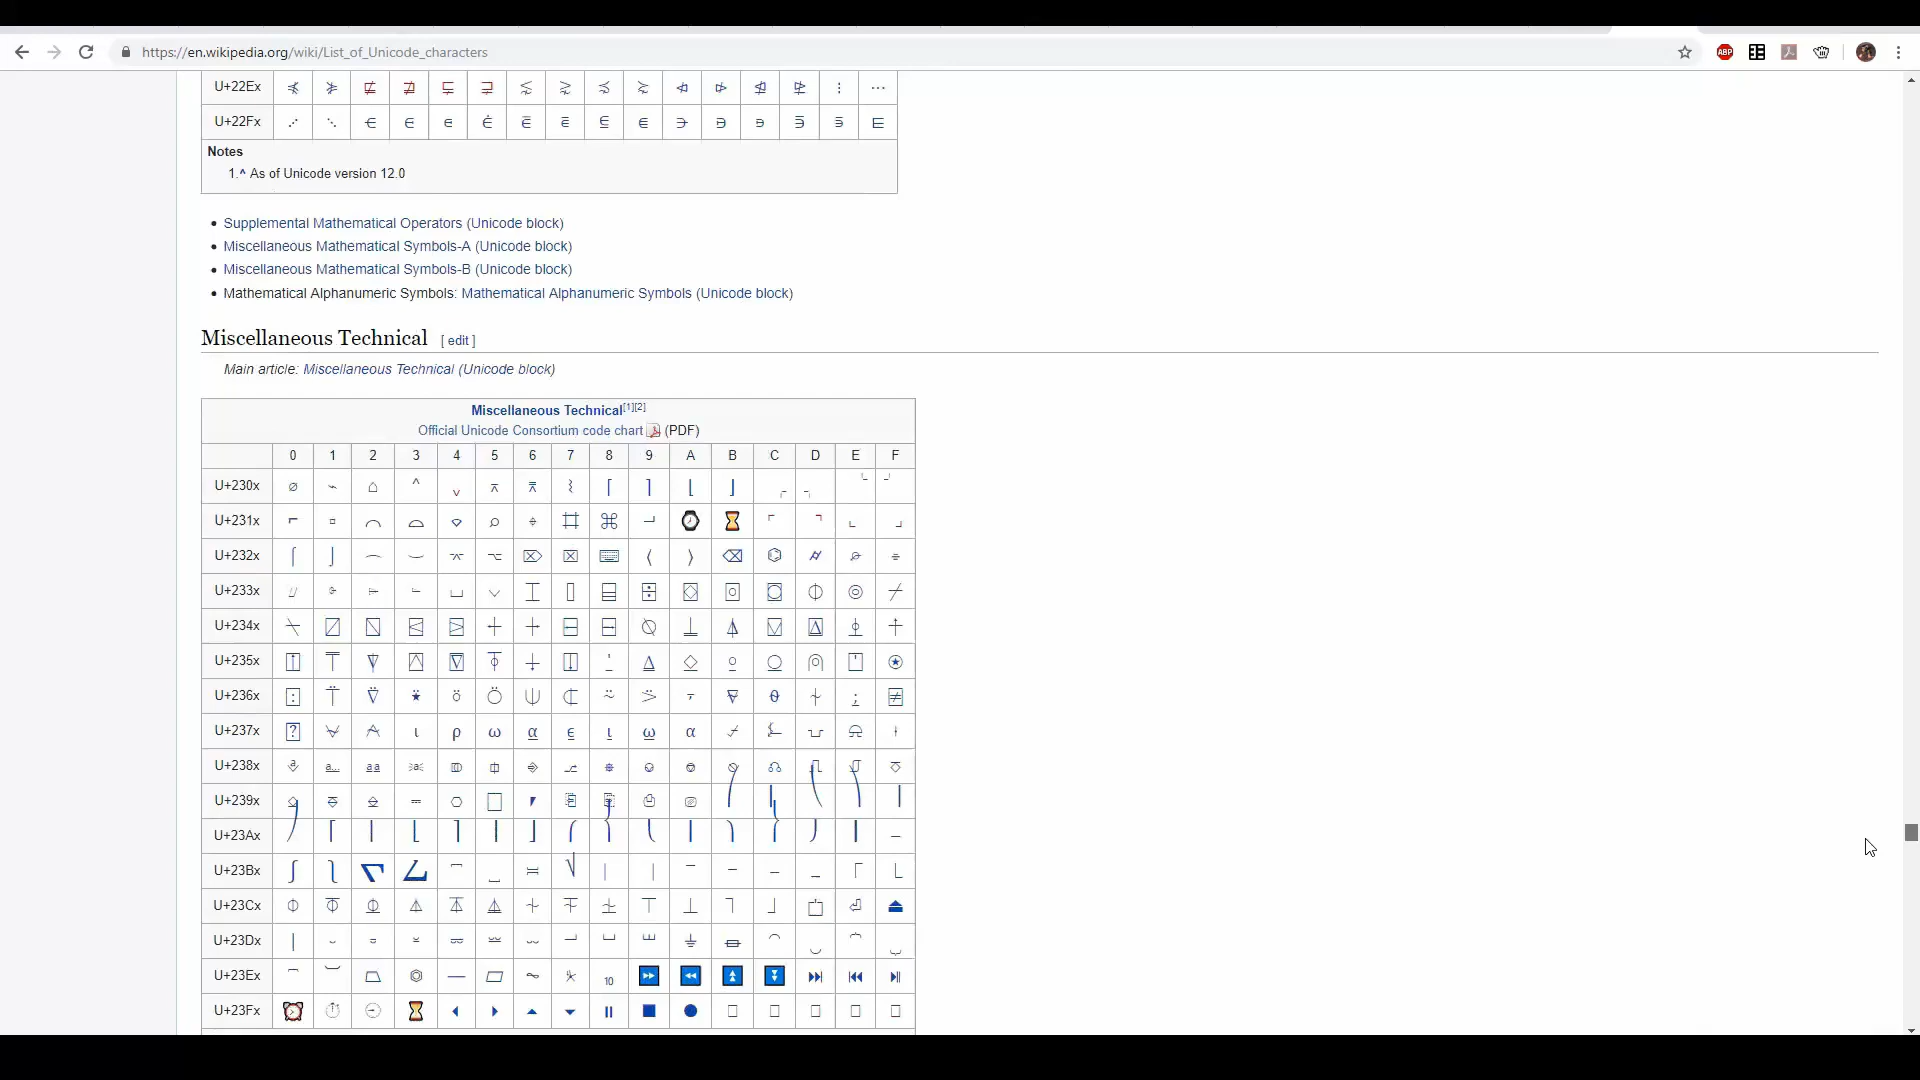 https://en.wikipedia.org/wiki/List_of_Unicode_characters
ABP
U+22Ex ⋠ ⋡ ⋢ ⋣ ⋤ ⋥ ⋦ ⋧ ⋨ ⋩ ⋪ ⋫ ⋬ ⋭ ⋮ ⋯
U+22Fx ⋰ ⋱ ⋲ ⋳ ⋴ ⋵ ⋶ ⋷ ⋸ ⋹ ⋺ ⋻ ⋼ ⋽ ⋾ ⋿
Notes
1.^ As of Unicode version 12.0
• Supplemental Mathematical Operators (Unicode block)
• Miscellaneous Mathematical Symbols-A (Unicode block)
• Miscellaneous Mathematical Symbols-B (Unicode block)
• Mathematical Alphanumeric Symbols: Mathematical Alphanumeric Symbols (Unicode block)
Miscellaneous Technical [ edit ]
Main article: Miscellaneous Technical (Unicode block)
Miscellaneous Technical[1][2]
Official Unicode Consortium code chart (PDF)
0 1 2 3 4 5 6 7 8 9 A B C D E F
U+230x ⌀ ⌁ ⌂ ⌃ ⌄ ⌅ ⌆ ⌇ ⌈ ⌉ ⌊ ⌋ ⌌ ⌍ ⌎ ⌏
U+231x ⌐ ⌑ ⌒ ⌓ ⌔ ⌕ ⌖ ⌗ ⌘ ⌙ ⌚ ⌛ ⌜ ⌝ ⌞ ⌟
U+232x ⌠ ⌡ ⌢ ⌣ ⌤ ⌥ ⌦ ⌧ ⌨ 〈 〉 ⌫ ⌬ ⌭ ⌮ ⌯
U+233x ⌰ ⌱ ⌲ ⌳ ⌴ ⌵ ⌶ ⌷ ⌸ ⌹ ⌺ ⌻ ⌼ ⌽ ⌾ ⌿
U+234x ⍀ ⍁ ⍂ ⍃ ⍄ ⍅ ⍆ ⍇ ⍈ ⍉ ⍊ ⍋ ⍌ ⍍ ⍎ ⍏
U+235x ⍐ ⍑ ⍒ ⍓ ⍔ ⍕ ⍖ ⍗ ⍘ ⍙ ⍚ ⍛ ⍜ ⍝ ⍞ ⍟
U+236x ⍠ ⍡ ⍢ ⍣ ⍤ ⍥ ⍦ ⍧ ⍨ ⍩ ⍪ ⍫ ⍬ ⍭ ⍮ ⍯
U+237x ⍰ ⍱ ⍲ ⍳ ⍴ ⍵ ⍶ ⍷ ⍸ ⍹ ⍺ ⍻ ⍼ ⍽ ⍾ ⍿
U+238x ⎀ ⎁ ⎂ ⎃ ⎄ ⎅ ⎆ ⎇ ⎈ ⎉ ⎊ ⎋ ⎌ ⎍ ⎎ ⎏
U+239x ⎐ ⎑ ⎒ ⎓ ⎔ ⎕ ⎖ ⎗ ⎘ ⎙ ⎚ ⎛ ⎜ ⎝ ⎞ ⎟
U+23Ax ⎠ ⎡ ⎢ ⎣ ⎤ ⎥ ⎦ ⎧ ⎨ ⎩ ⎪ ⎫ ⎬ ⎭ ⎮ ⎯
U+23Bx ⎰ ⎱ ⎲ ⎳ ⎴ ⎵ ⎶ ⎷ ⎸ ⎹ ⎺ ⎻ ⎼ ⎽ ⎾ ⎿
U+23Cx ⏀ ⏁ ⏂ ⏃ ⏄ ⏅ ⏆ ⏇ ⏈ ⏉ ⏊ ⏋ ⏌ ⏍ ⏎ ⏏
U+23Dx ⏐ ⏑ ⏒ ⏓ ⏔ ⏕ ⏖ ⏗ ⏘ ⏙ ⏚ ⏛ ⏜ ⏝ ⏞ ⏟
U+23Ex ⏠ ⏡ ⏢ ⏣ ⏤ ⏥ ⏦ ⏧ ⏨ ⏩ ⏪ ⏫ ⏬ ⏭ ⏮ ⏯
U+23Fx ⏰ ⏱ ⏲ ⏳ ⏴ ⏵ ⏶ ⏷ ⏸ ⏹ ⏺ ⏻ ⏼ ⏽ ⏾ ⏿